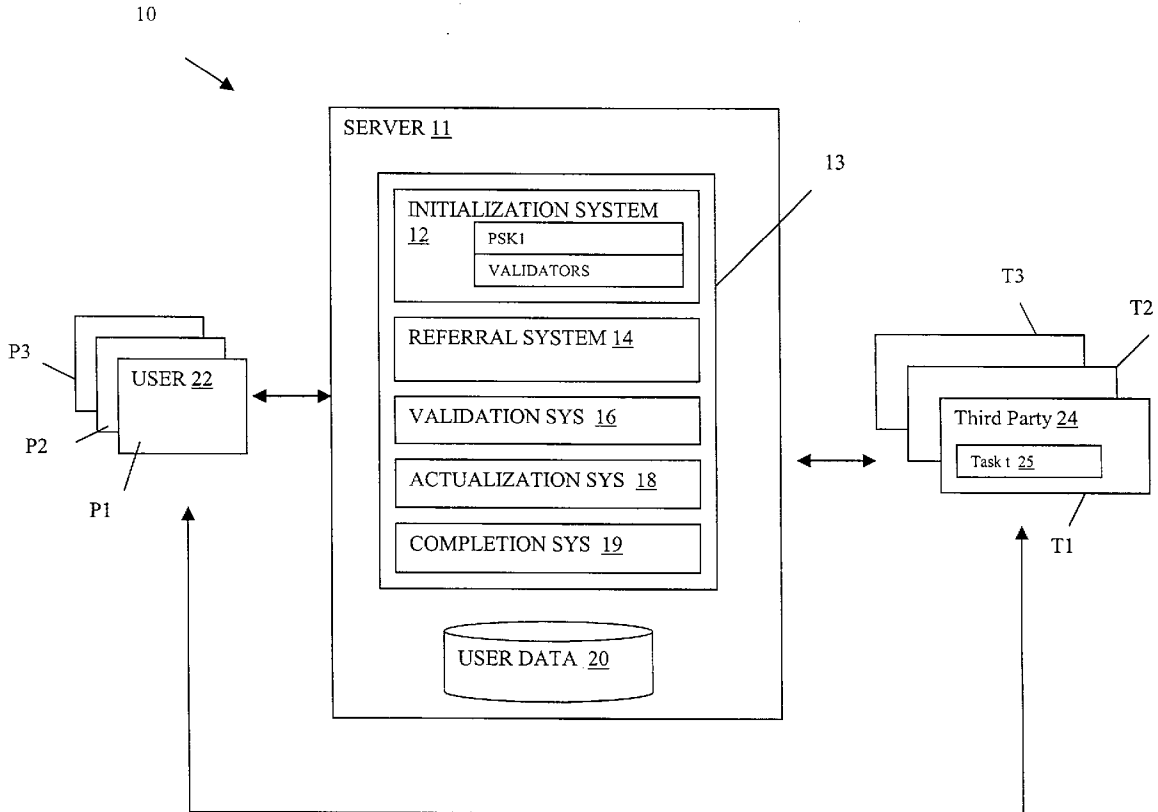 10
SERVER 11
13
INITIALIZATION SYSTEM
12
PSK1
VALIDATORS
REFERRAL SYSTEM 14
VALIDATION SYS 16
ACTUALIZATION SYS 18
COMPLETION SYS 19
USER DATA 20
P3
P2
P1
USER 22
T3
T2
Third Party 24
Task t 25
T1